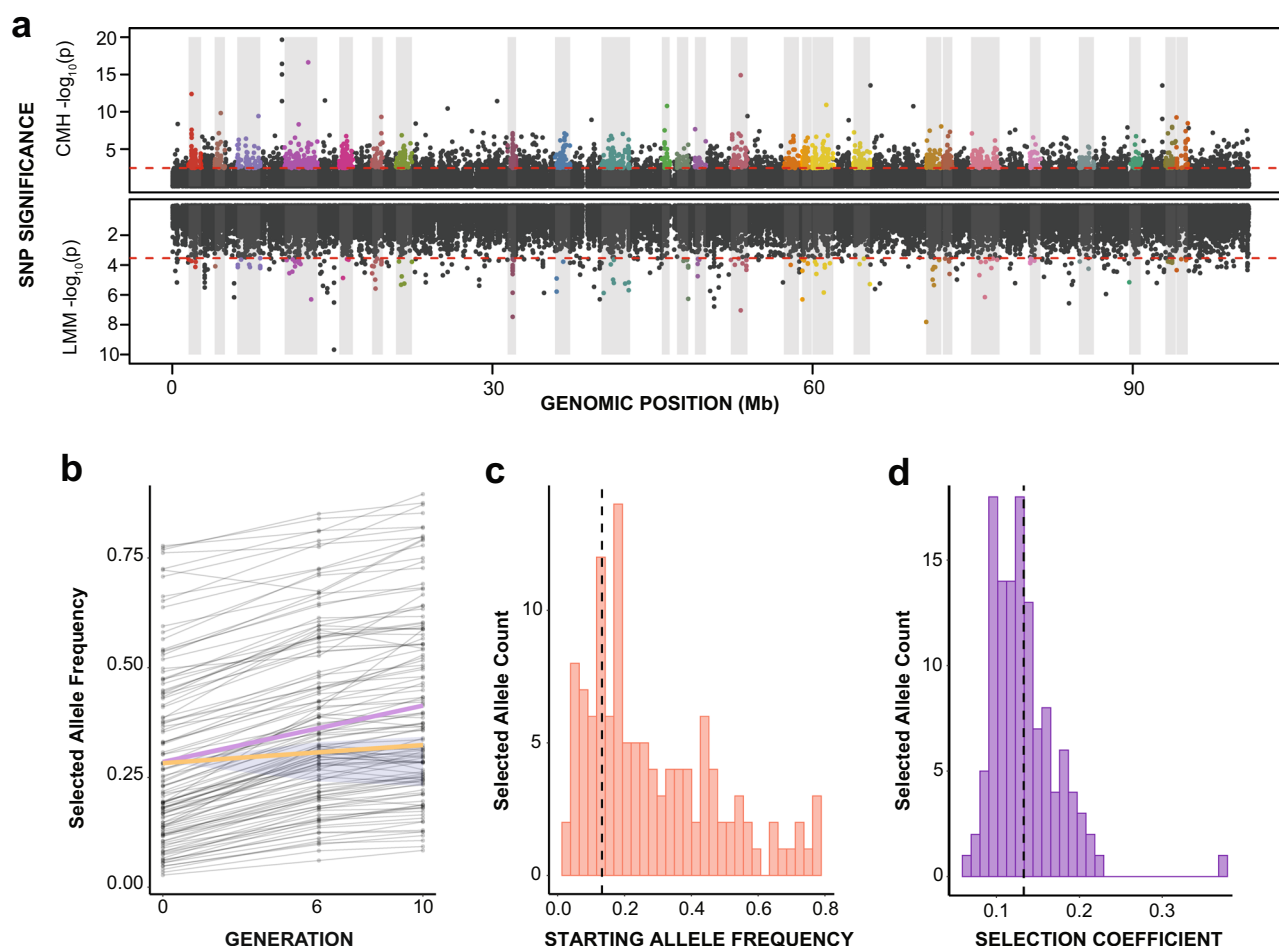 a
SNP SIGNIFICANCE
CMH -log₁₀(p)
20
15
10
5
LMM -log₁₀(p)
2
4
6
8
10
0 30 60 90
GENOMIC POSITION (Mb)
b
Selected Allele Frequency
0.75
0.50
0.25
0.00
0 6 10
GENERATION
c
Selected Allele Count
10
5
0
0.0 0.2 0.4 0.6 0.8
STARTING ALLELE FREQUENCY
d
Selected Allele Count
15
10
5
0
0.1 0.2 0.3
SELECTION COEFFICIENT